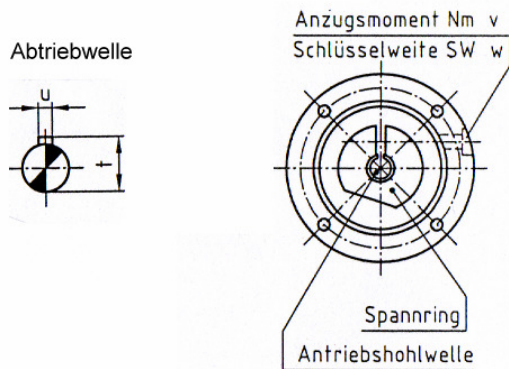 Anzugsmoment Nm v
Schlüsselweite SW w
Abtriebwelle
u
t
Spannring
Antriebshohlwelle